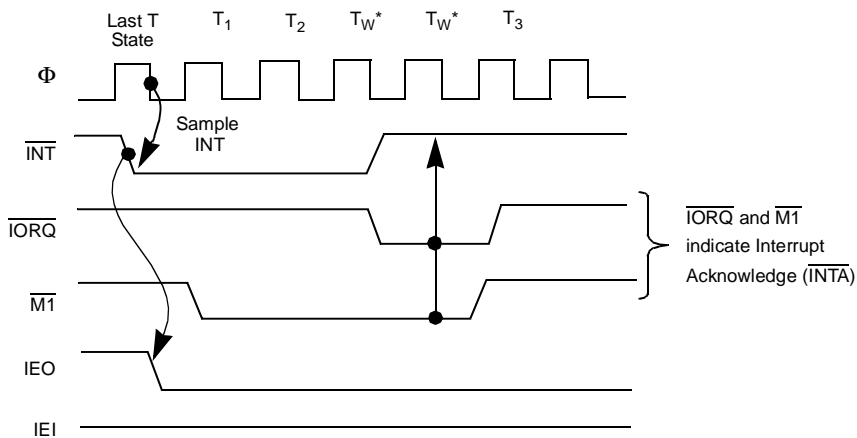 Last T
State
T1
T2
TW*
TW*
T3
Φ
Sample
INT
INT
IORQ
IORQ and M1
indicate Interrupt
Acknowledge (INTA)
M1
IEO
IEI